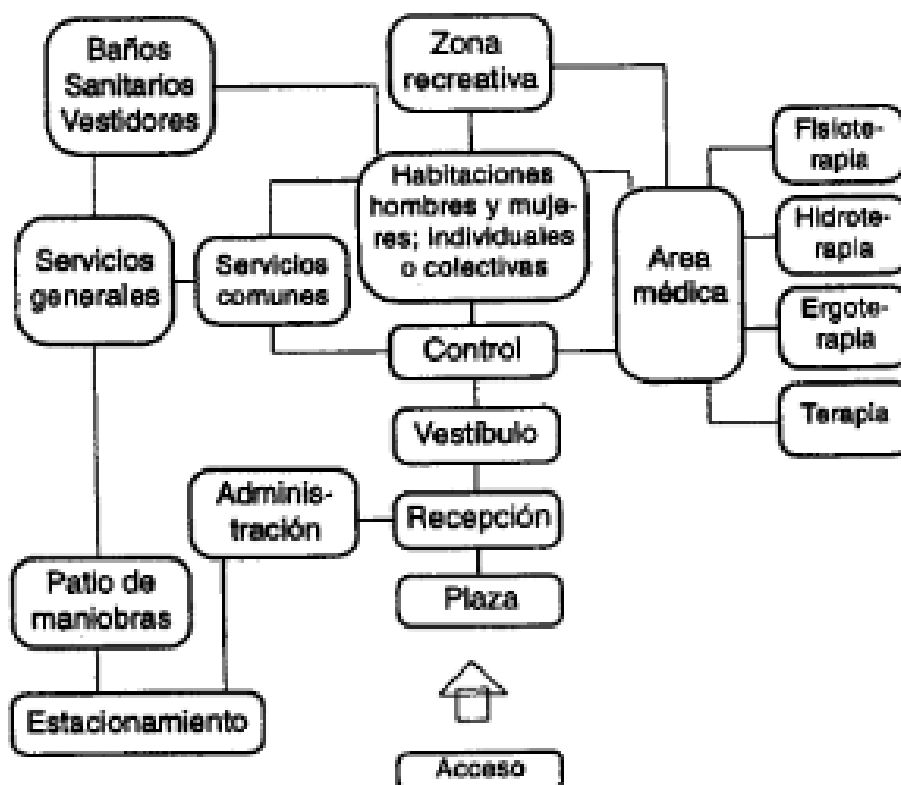 Baños
Sanitarios
Vestidores
Zona
recreativa
Fisiote-
rapia
Habitaciones
hombres y muje-
res; individuales
o colectivas
Hidrote-
rapia
Servicios
generales
Servicios
comunes
Area
médica
Ergote-
rapia
Control
Terapia
Vestíbulo
Adminis-
tración
Recepción
Patio de
maniobras
Plaza
Estacionamiento
Acceso